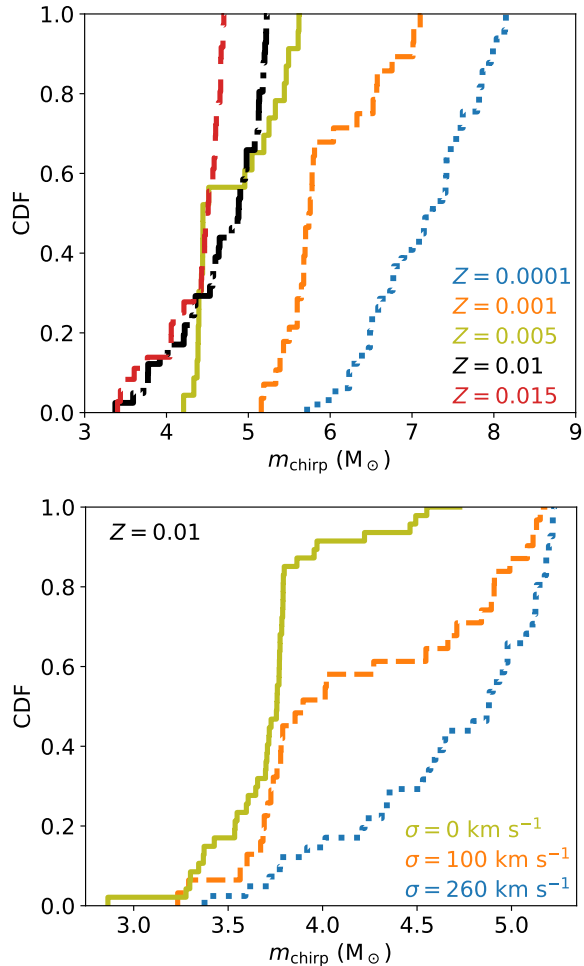 1.0
0.8
0.6
0.4
0.2
0.0
CDF
Z = 0.0001
Z = 0.001
Z = 0.005
Z = 0.01
Z = 0.015
3 4 5 6 7 8 9
m_chirp (M_⊙)
1.0
0.8
0.6
0.4
0.2
0.0
CDF
Z = 0.01
σ = 0 km s⁻¹
σ = 100 km s⁻¹
σ = 260 km s⁻¹
3.0 3.5 4.0 4.5 5.0
m_chirp (M_⊙)